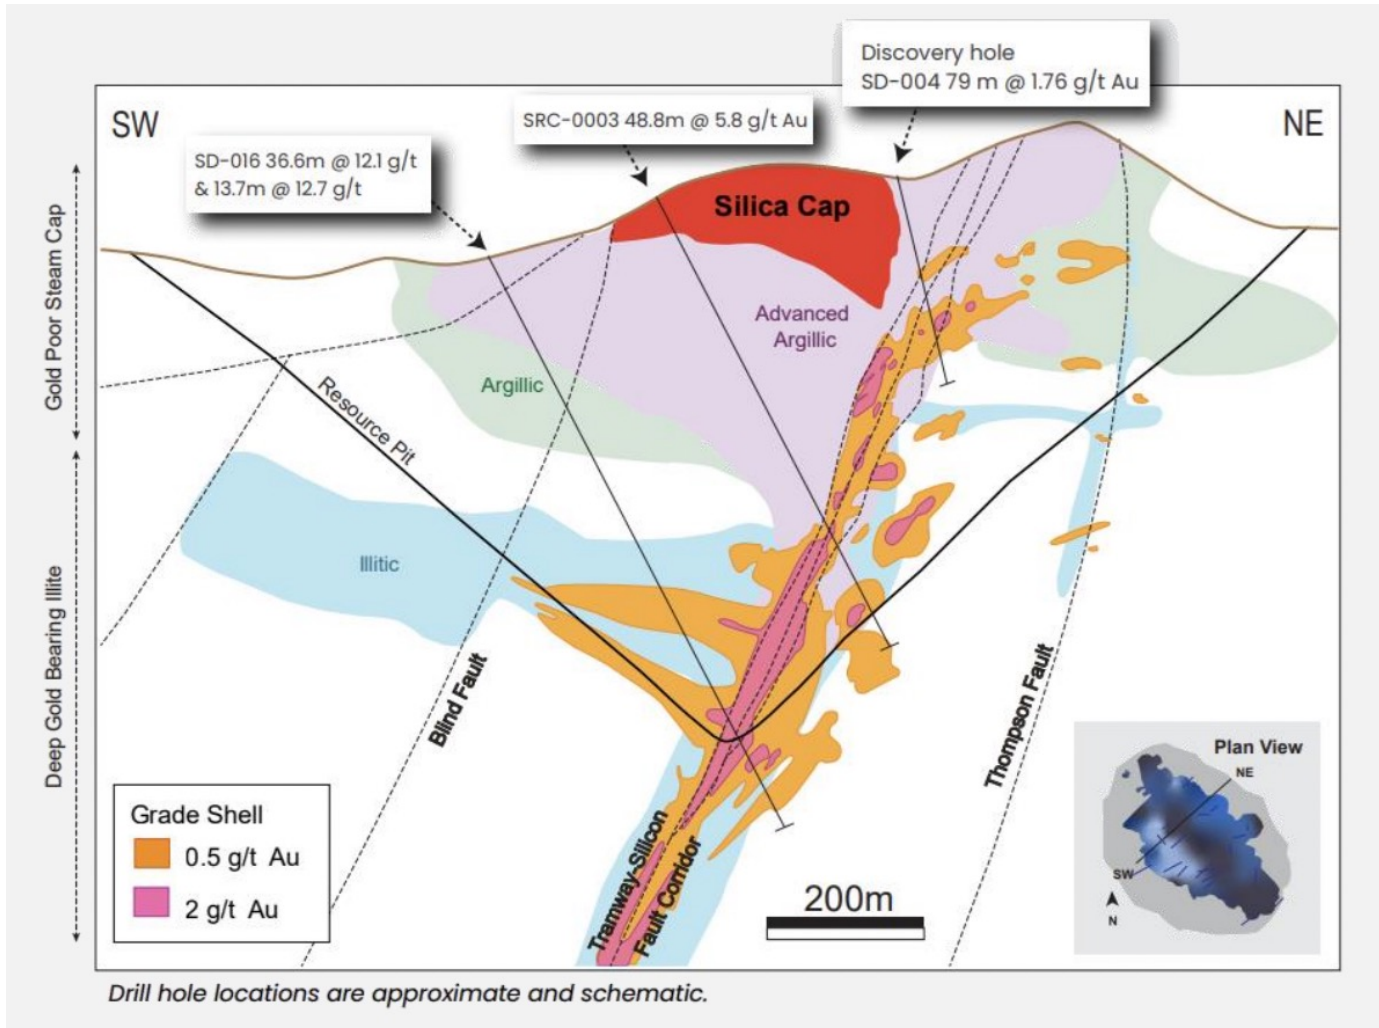 Discovery hole
SD-004 79 m @ 1.76 g/t Au
SRC-0003 48.8m @ 5.8 g/t Au
SD-016 36.6m @ 12.1 g/t
& 13.7m @ 12.7 g/t
SW
NE
Silica Cap
Advanced
Argillic
Argillic
Resource Pit
Illitic
Gold Poor Steam Cap
Deep Gold Bearing Illite
Blind Fault
Thompson Fault
Tramway-Silicon
Fault Corridor
Grade Shell
0.5 g/t Au
2 g/t Au
200m
Plan View
NE
SW
N
Drill hole locations are approximate and schematic.